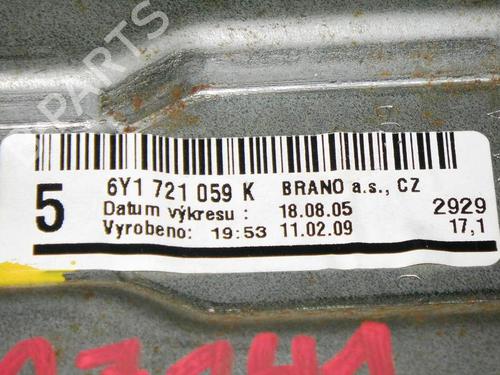 B-PARTS
5
6Y1 721 059 K BRANO a.s., CZ
Datum výkresu : 18.08.05 2929
Vyrobeno: 19:53 11.02.09 17,1